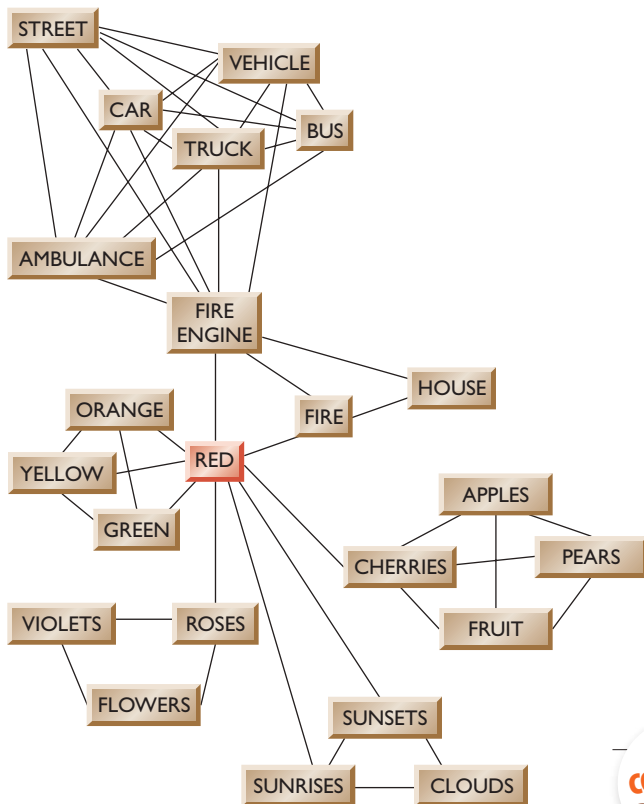 STREET
VEHICLE
CAR
BUS
TRUCK
AMBULANCE
FIRE
ENGINE
HOUSE
FIRE
ORANGE
RED
YELLOW
GREEN
APPLES
CHERRIES
PEARS
FRUIT
VIOLETS
ROSES
FLOWERS
SUNSETS
SUNRISES
CLOUDS